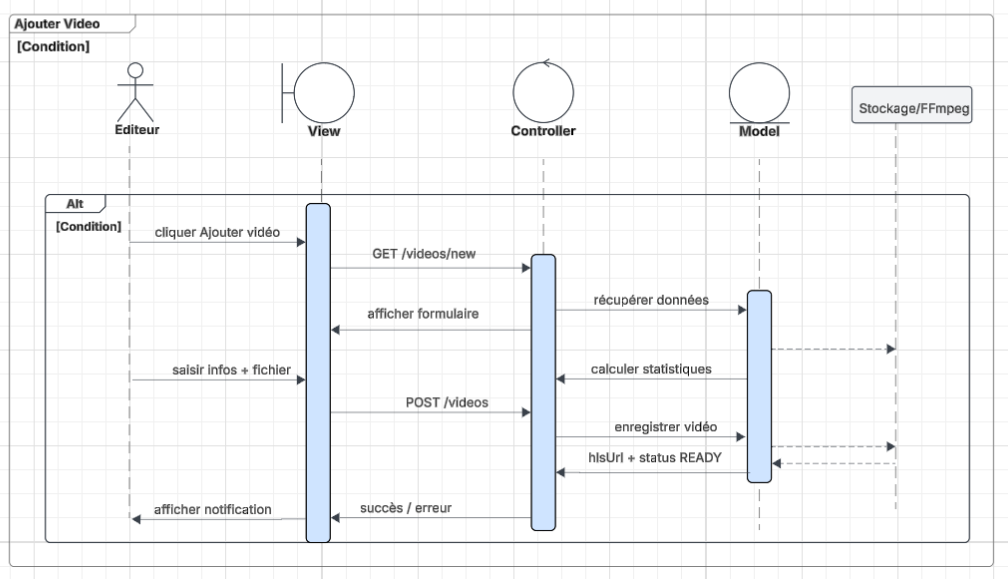 Ajouter Video
[Condition]
Editeur
View
Controller
Model
Stockage/FFmpeg
Alt
[Condition]
cliquer Ajouter vidéo
GET /videos/new
récupérer données
afficher formulaire
saisir infos + fichier
calculer statistiques
POST /videos
enregistrer vidéo
hlsUrl + status READY
afficher notification
succès / erreur